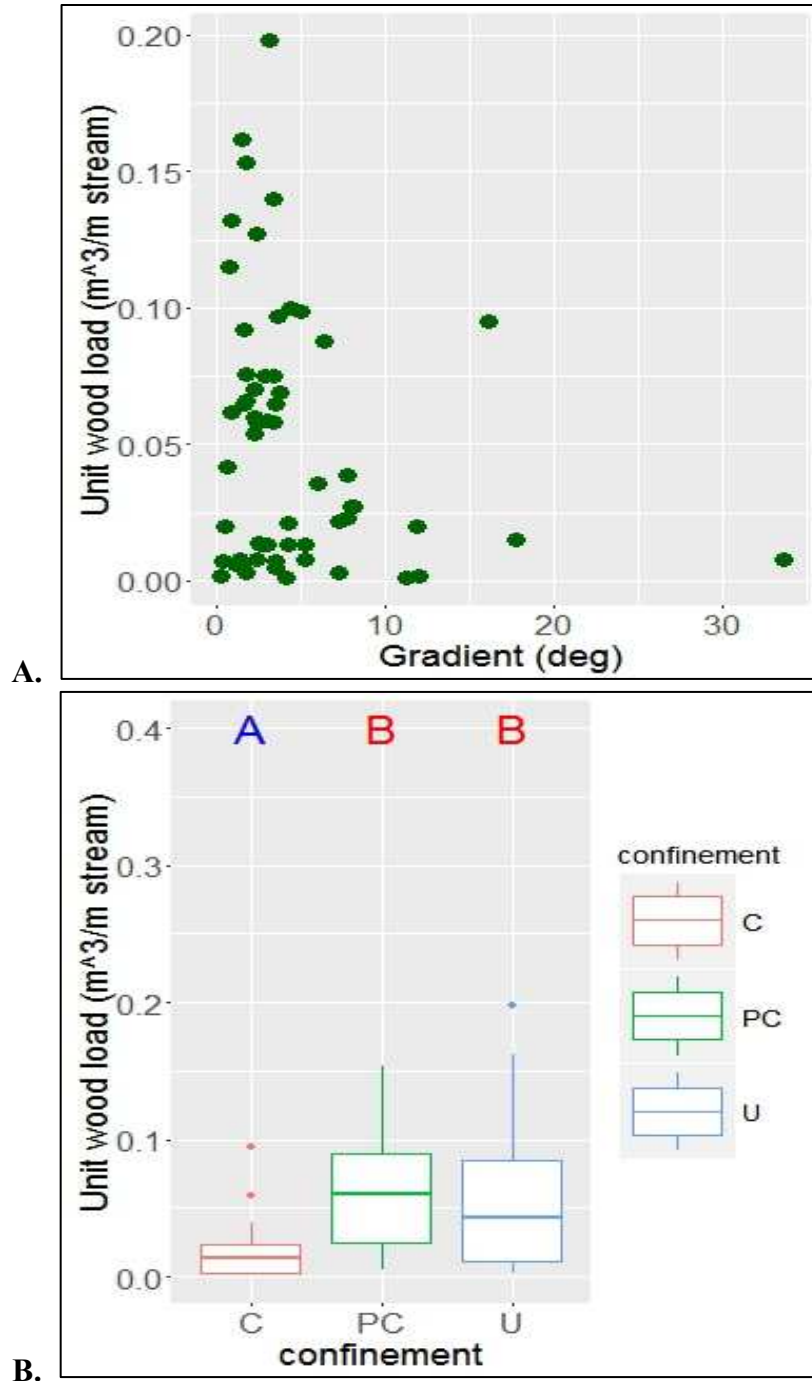 0.20
0.15
0.10
0.05
0.00
Unit wood load (m^3/m stream)
0 10 20 30
Gradient (deg)
A.
A B B
0.4
0.3
0.2
0.1
0.0
Unit wood load (m^3/m stream)
C PC U
confinement
confinement
C
PC
U
B.